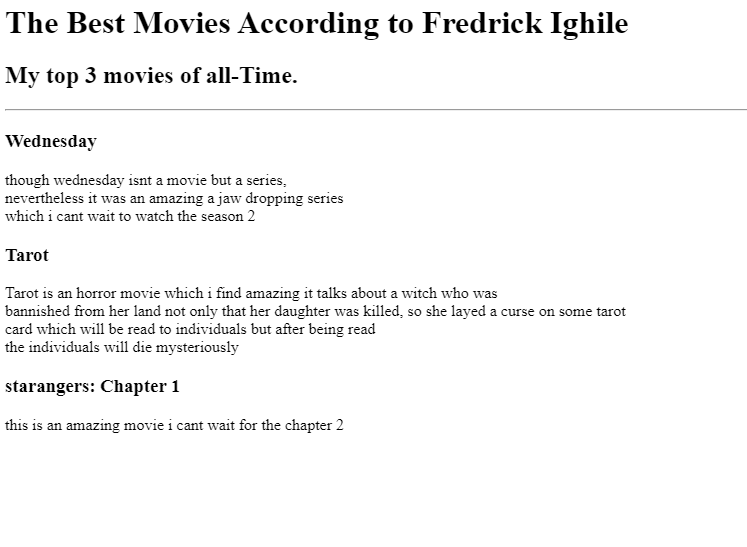 The Best Movies According to Fredrick Ighile
My top 3 movies of all-Time.
Wednesday
though wednesday isnt a movie but a series,
nevertheless it was an amazing a jaw dropping series
which i cant wait to watch the season 2
Tarot
Tarot is an horror movie which i find amazing it talks about a witch who was
bannished from her land not only that her daughter was killed, so she layed a curse on some tarot
card which will be read to individuals but after being read
the individuals will die mysteriously
starangers: Chapter 1
this is an amazing movie i cant wait for the chapter 2